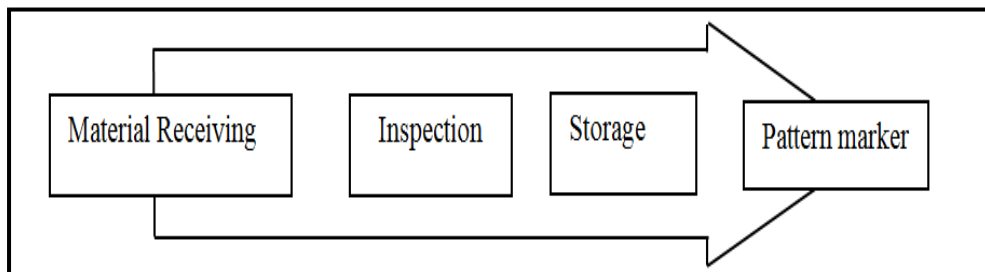 Material Receiving
Inspection
Storage
Pattern marker